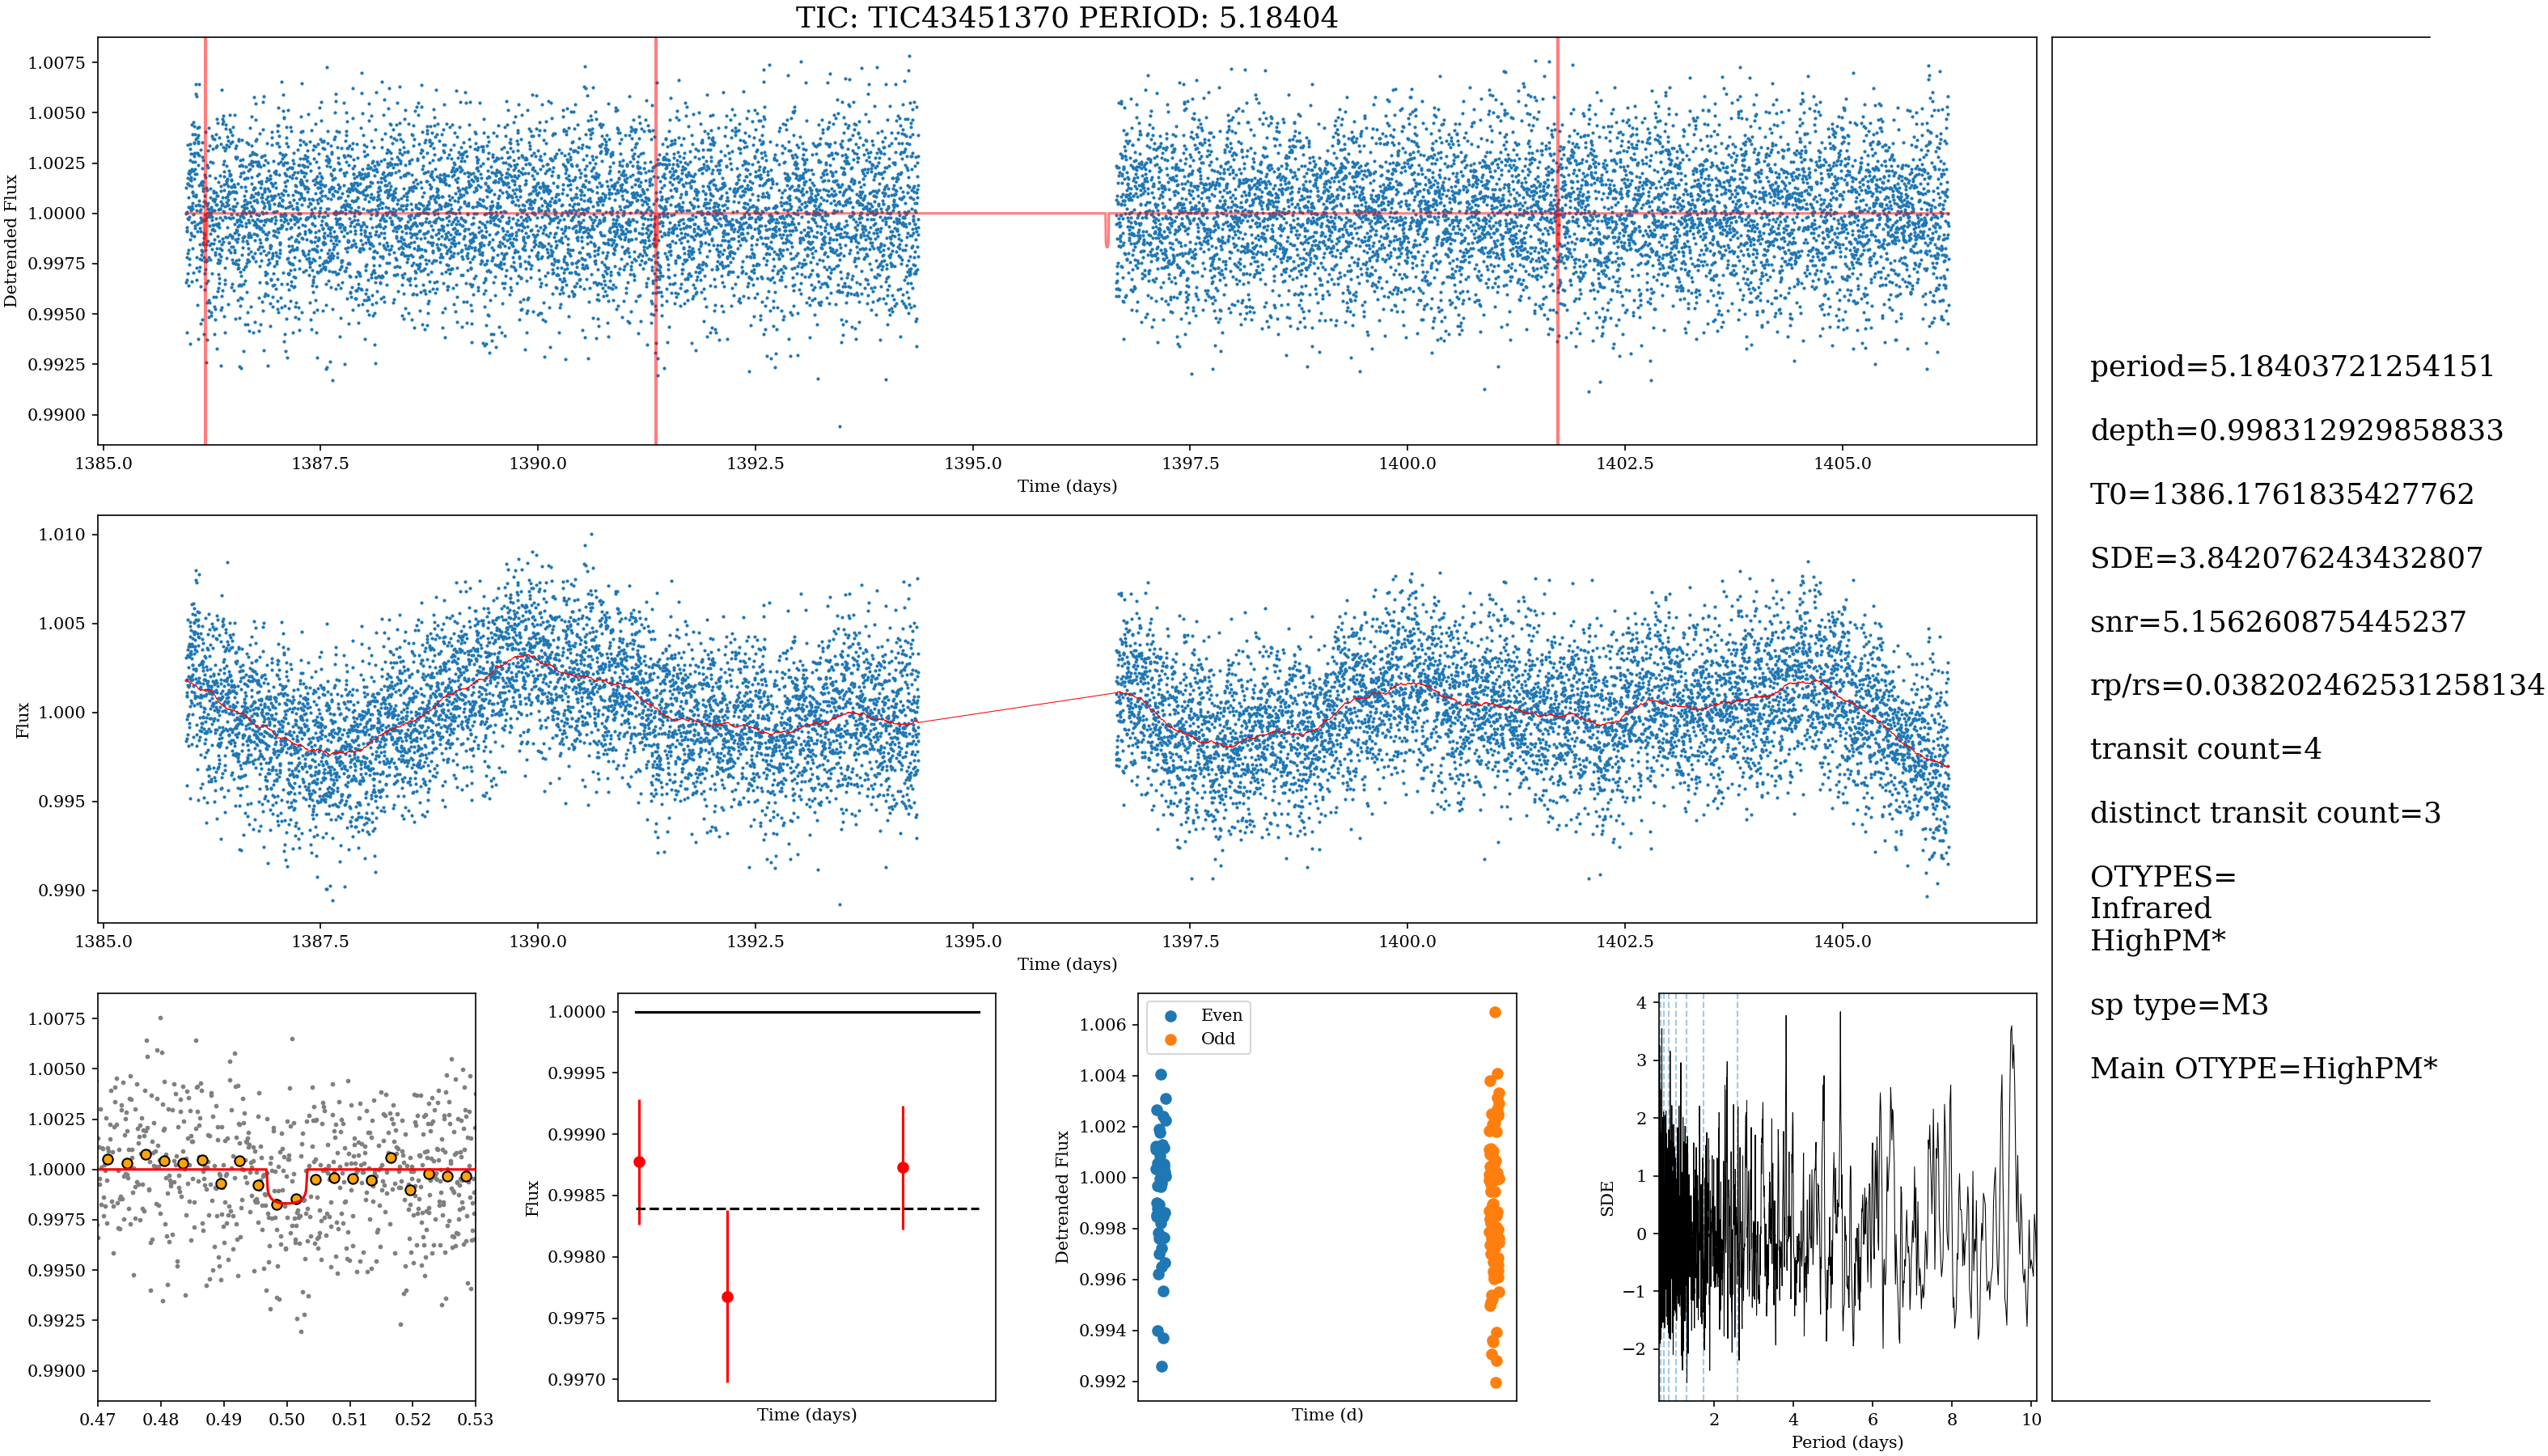 TIC: TIC43451370 PERIOD: 5.18404
1.0075
1.0050
1.0025
1.0000
0.9975
0.9950
0.9925
0.9900
Detrended Flux
1385.0 1387.5 1390.0 1392.5 1395.0 1397.5 1400.0 1402.5 1405.0
Time (days)
1.010
1.005
1.000
0.995
0.990
Flux
1385.0 1387.5 1390.0 1392.5 1395.0 1397.5 1400.0 1402.5 1405.0
Time (days)
1.0075
1.0050
1.0025
1.0000
0.9975
0.9950
0.9925
0.9900
0.47 0.48 0.49 0.50 0.51 0.52 0.53
1.0000
0.9995
0.9990
0.9985
0.9980
0.9975
0.9970
Flux
Time (days)
Even
Odd
1.006
1.004
1.002
1.000
0.998
0.996
0.994
0.992
Detrended Flux
Time (d)
4
3
2
1
0
−1
−2
SDE
2 4 6 8 10
Period (days)
period=5.18403721254151
depth=0.998312929858833
T0=1386.1761835427762
SDE=3.842076243432807
snr=5.156260875445237
rp/rs=0.038202462531258134
transit count=4
distinct transit count=3
OTYPES=
Infrared
HighPM*
sp type=M3
Main OTYPE=HighPM*